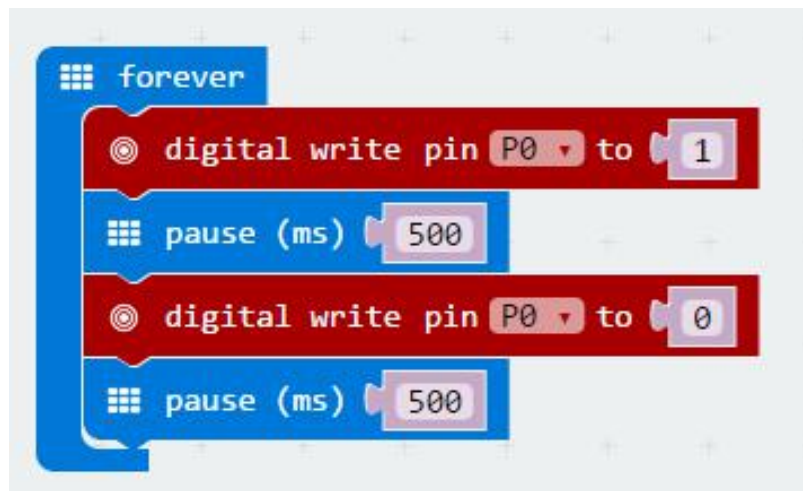 forever
digital write pin P0 to 1
pause (ms) 500
digital write pin P0 to 0
pause (ms) 500